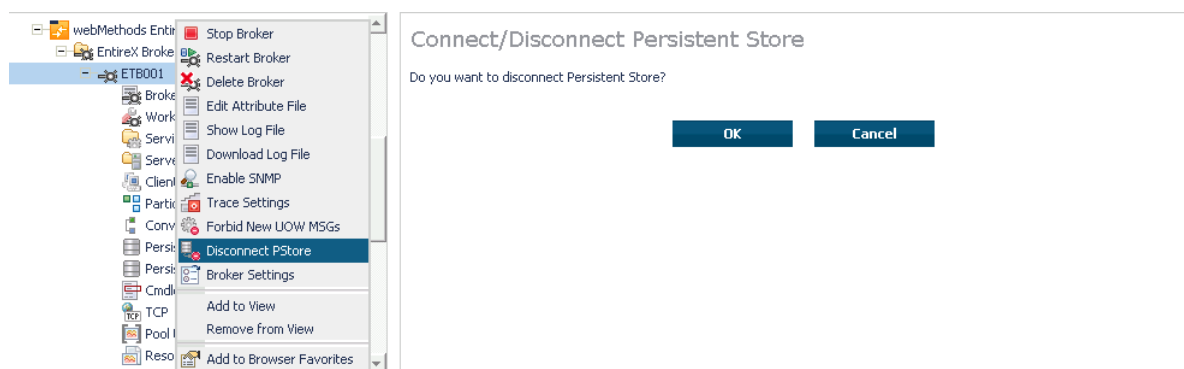 webMethods Entir
EntireX Broke
ETB001
Broke
Work
Servi
Serve
Client
Partic
Conv
Persis
Persis
Cmdlo
TCP
Pool U
Reso
Stop Broker
Restart Broker
Delete Broker
Edit Attribute File
Show Log File
Download Log File
Enable SNMP
Trace Settings
Forbid New UOW MSGs
Disconnect PStore
Broker Settings
Add to View
Remove from View
Add to Browser Favorites
Connect/Disconnect Persistent Store
Do you want to disconnect Persistent Store?
OK
Cancel